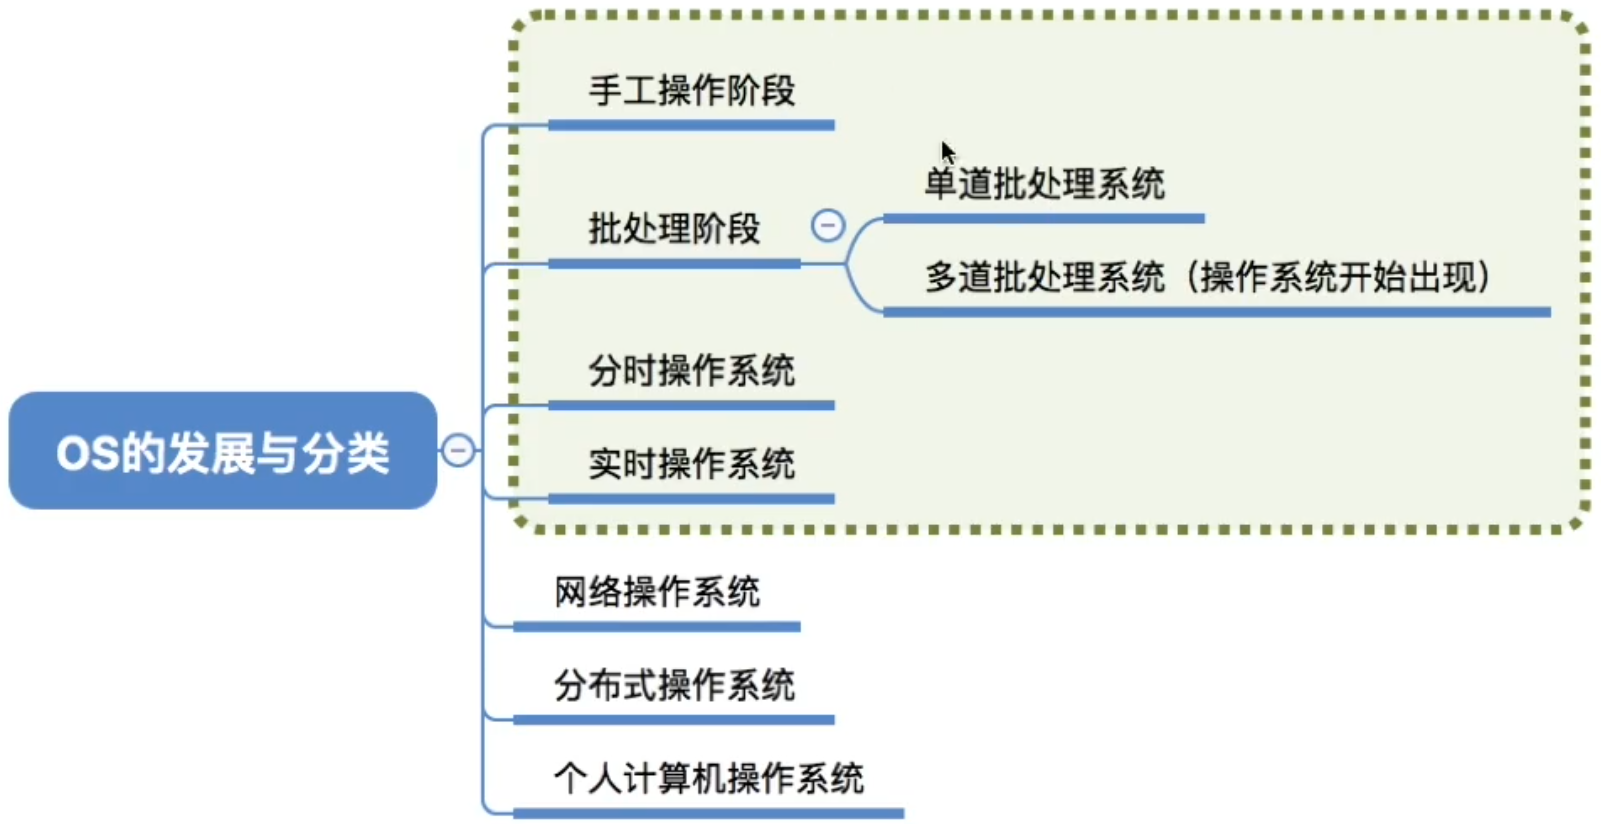 OS的发展与分类
手工操作阶段
批处理阶段
单道批处理系统
多道批处理系统（操作系统开始出现）
分时操作系统
实时操作系统
网络操作系统
分布式操作系统
个人计算机操作系统